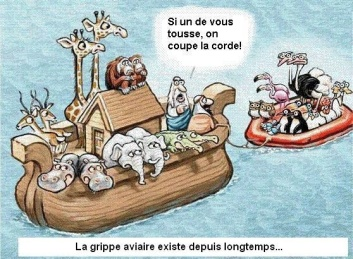 Si un de vous
tousse, on
coupe la corde!
La grippe aviaire existe depuis longtemps...